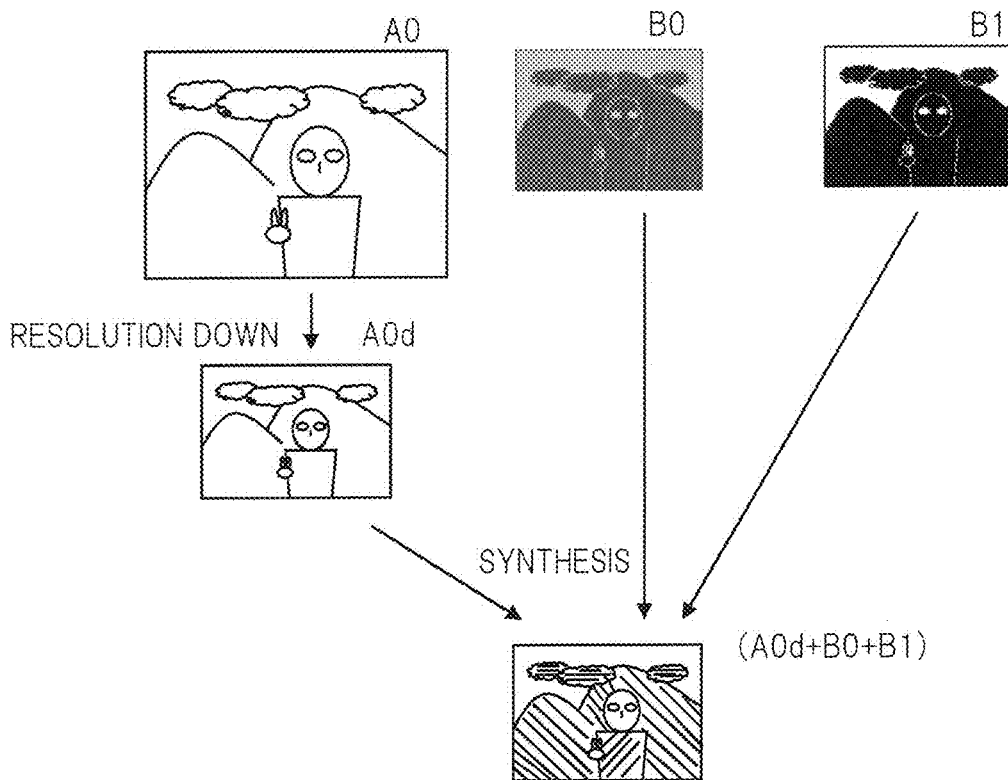 A0
B0
B1
RESOLUTION DOWN
A0d
SYNTHESIS
(A0d+B0+B1)